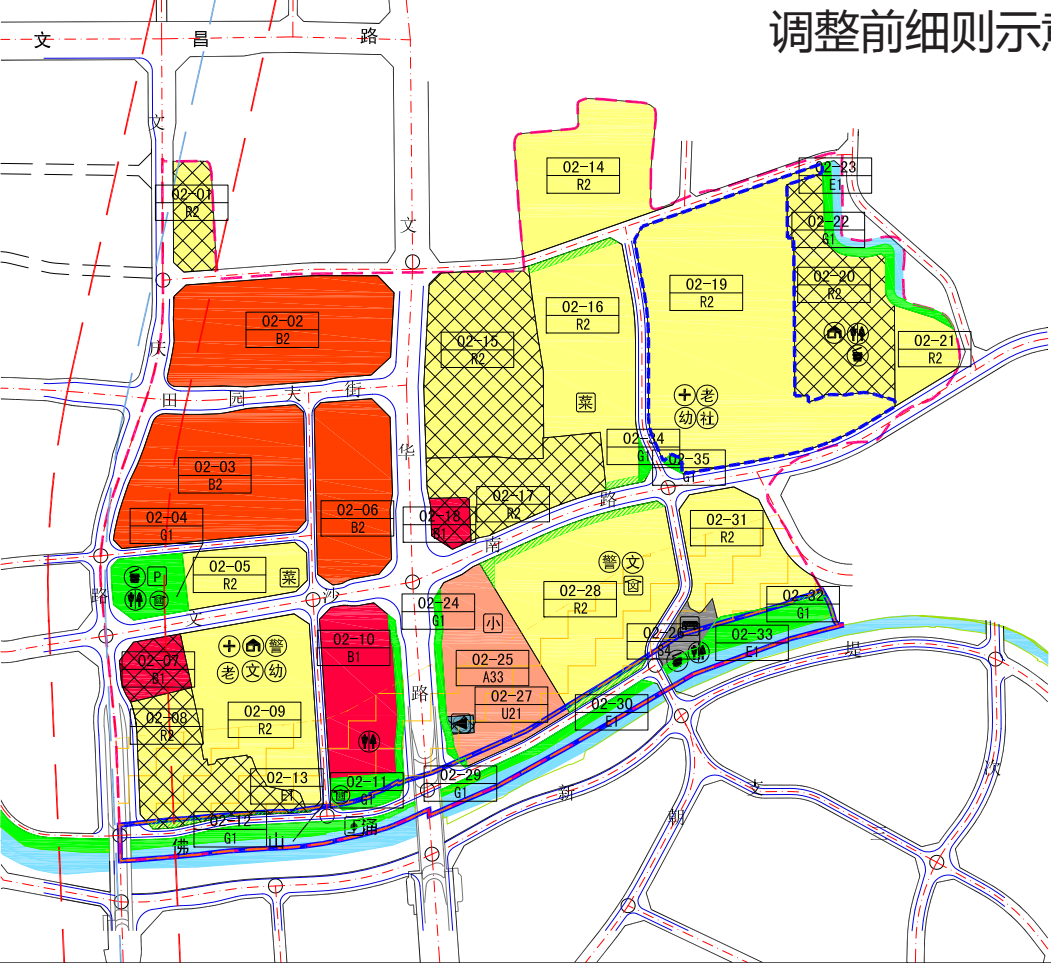 调整前细则示意
文 昌 路
文
02-14
R2
02-23
E1
02-01
R2
02-22
G1
文
02-19
R2
02-20
R2
02-16
R2
02-02
B2
02-15
R2
02-21
R2
庆
田 园 大 街
菜
老
幼 社
华
02-34
G1
02-35
G1
02-03
B2
02-04
G1
02-06
B2
02-18
B1
02-17
R2
路
02-31
R2
南
02-05
R2
菜
P
警 文
02-28
R2
路
文
沙
02-24
G1
小
02-32
G1
02-10
B1
02-26
S4
02-33
E1
堤
警
老 文 幼
02-07
B1
02-25
A33
02-27
U21
路
02-08
R2
02-09
R2
02-30
E1
02-13
E1
02-11
G1
02-29
G1
新
支
次
朝
02-12
G1
佛 山 涌